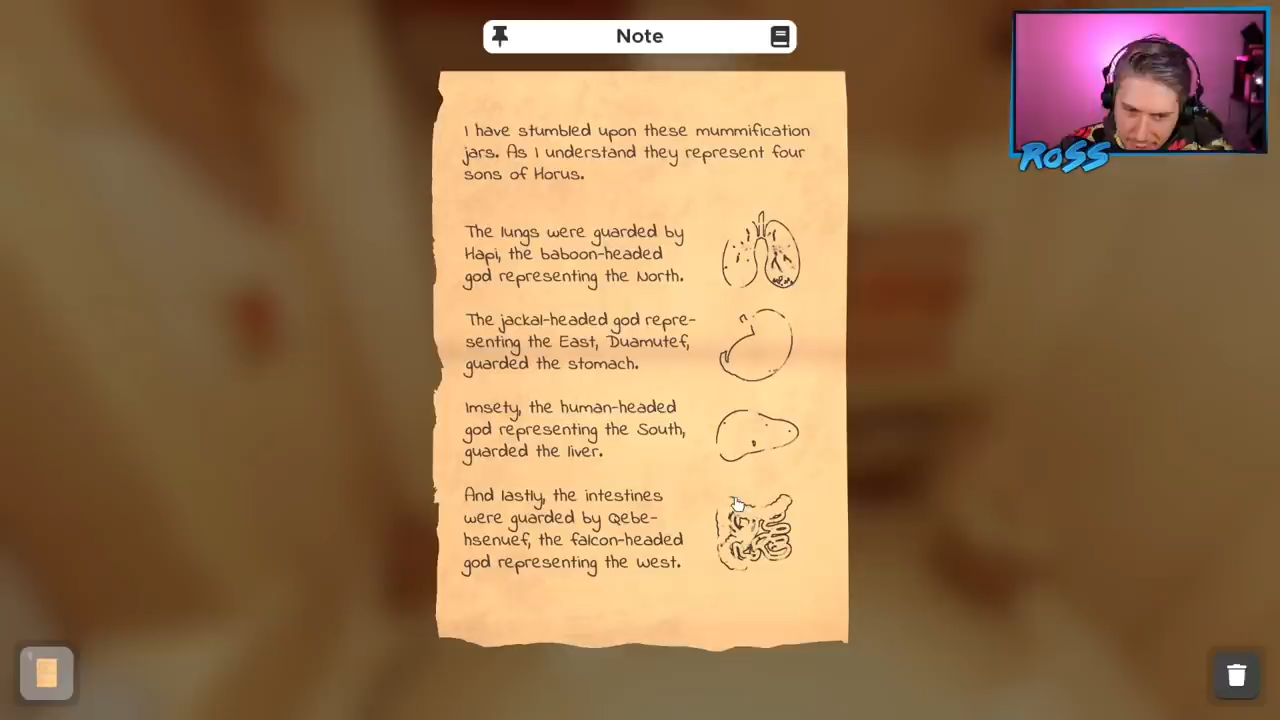 Note
ROSS
I have stumbled upon these mummification
jars. As I understand they represent four
sons of Horus.
The lungs were guarded by
Hapi, the baboon-headed
god representing the North.
The jackal-headed god repre-
senting the East, Duamutef,
guarded the stomach.
Imsety, the human-headed
god representing the South,
guarded the liver.
And lastly, the intestines
were guarded by Qebe-
hsenuef, the falcon-headed
god representing the west.